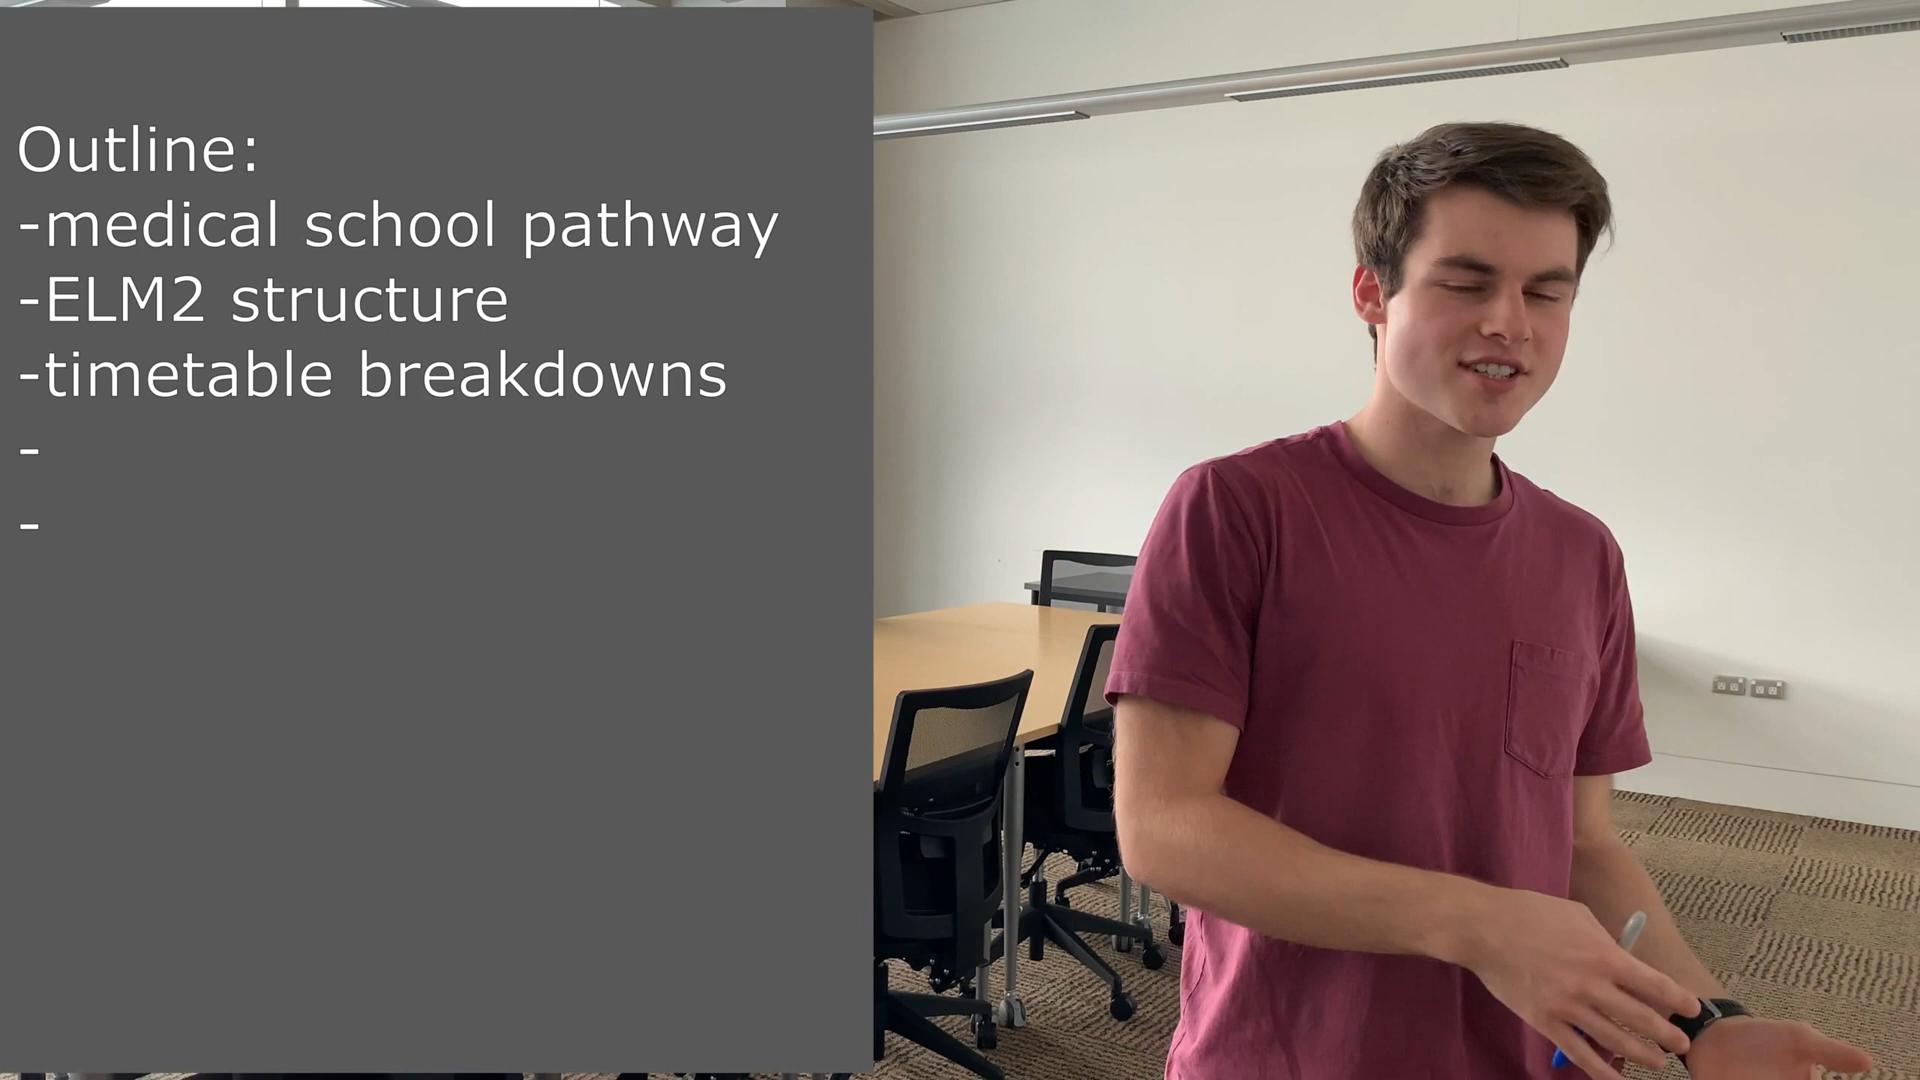 Outline:
-medical school pathway
-ELM2 structure
-timetable breakdowns
-
-